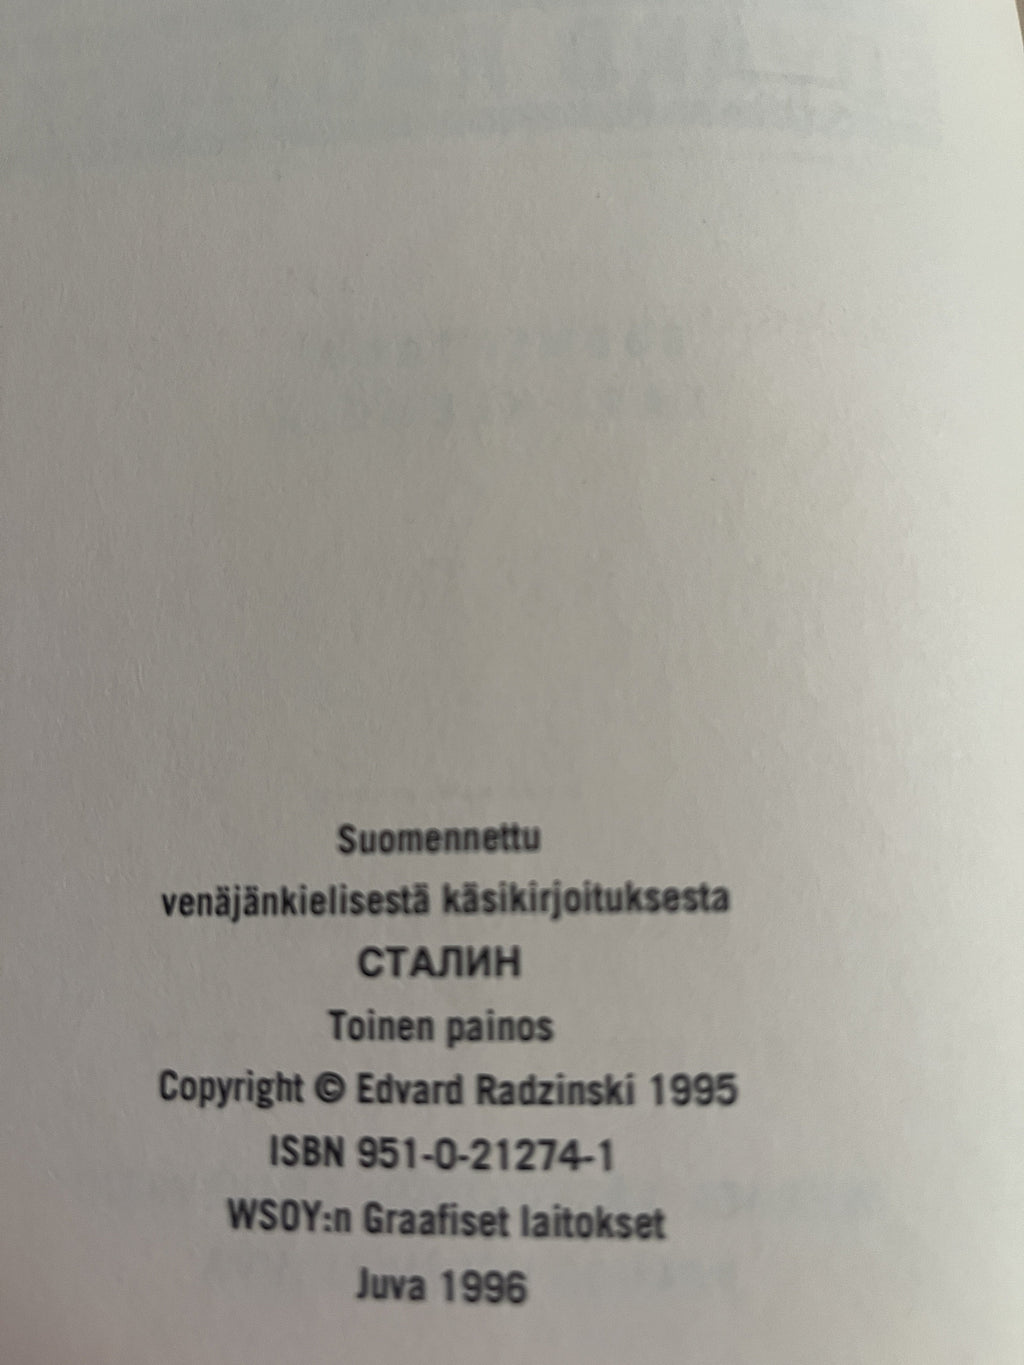 Suomennettu
venäjänkielisestä käsikirjoituksesta
СТАЛИН
Toinen painos
Copyright © Edvard Radzinski 1995
ISBN 951-0-21274-1
WSOY:n Graafiset laitokset
Juva 1996